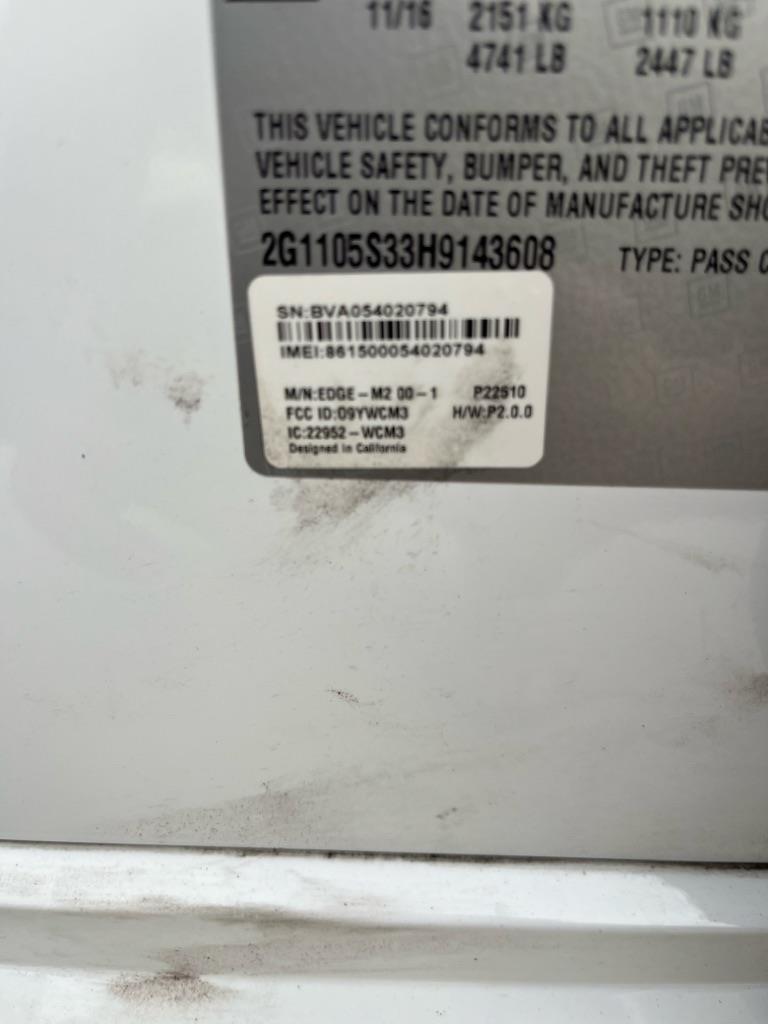 11/16 2151 KG 1110 KG
4741 LB 2447 LB
THIS VEHICLE CONFORMS TO ALL APPLICAB
VEHICLE SAFETY, BUMPER, AND THEFT PRE
EFFECT ON THE DATE OF MANUFACTURE SHO
2G1105S33H9143608 TYPE: PASS C
SN:BVA054020794
IMEI:861500054020794
M/N:EDGE-M2 00-1 P22510
FCC ID:O9YWCM3 H/W:P2.0.0
IC:22952-WCM3
Designed in California